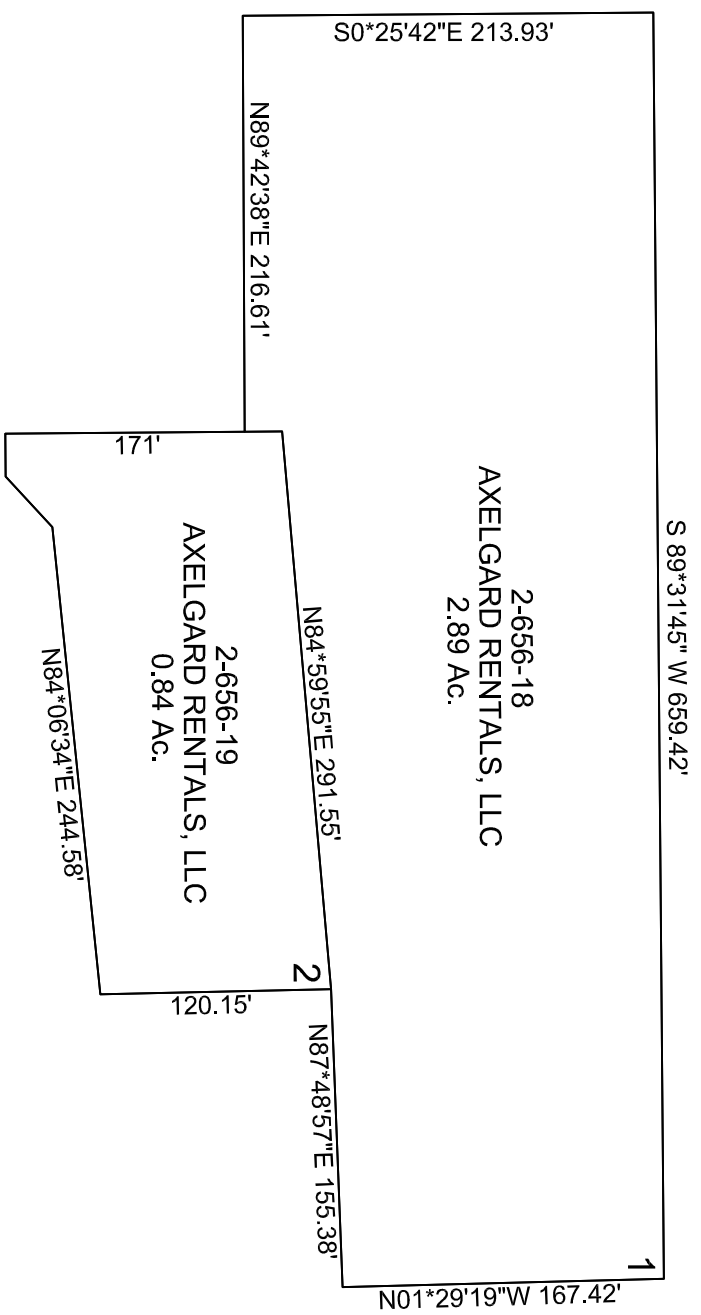 S0*25'42"E 213.93'
N89*42'38"E 216.61'
S 89*31'45" W 659.42'
2-656-18
AXELGARD RENTALS, LLC
2.89 Ac.
171'
N84*59'55"E 291.55'
2-656-19
AXELGARD RENTALS, LLC
0.84 Ac.
N84*06'34"E 244.58'
2
120.15'
N87*48'57"E 155.38'
1
N01*29'19"W 167.42'